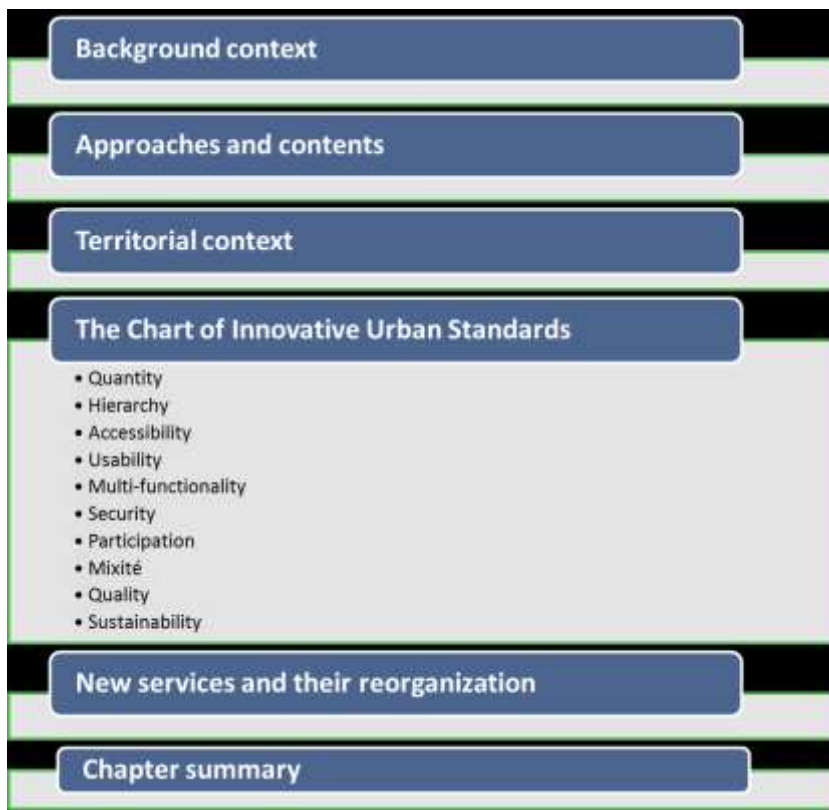 Background context
Approaches and contents
Territorial context
The Chart of Innovative Urban Standards
• Quantity
• Hierarchy
• Accessibility
• Usability
• Multi-functionality
• Security
• Participation
• Mixité
• Quality
• Sustainability
New services and their reorganization
Chapter summary